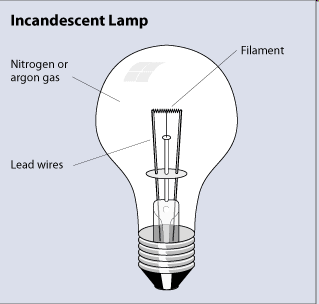 Incandescent Lamp
Filament
Nitrogen or
argon gas
Lead wires